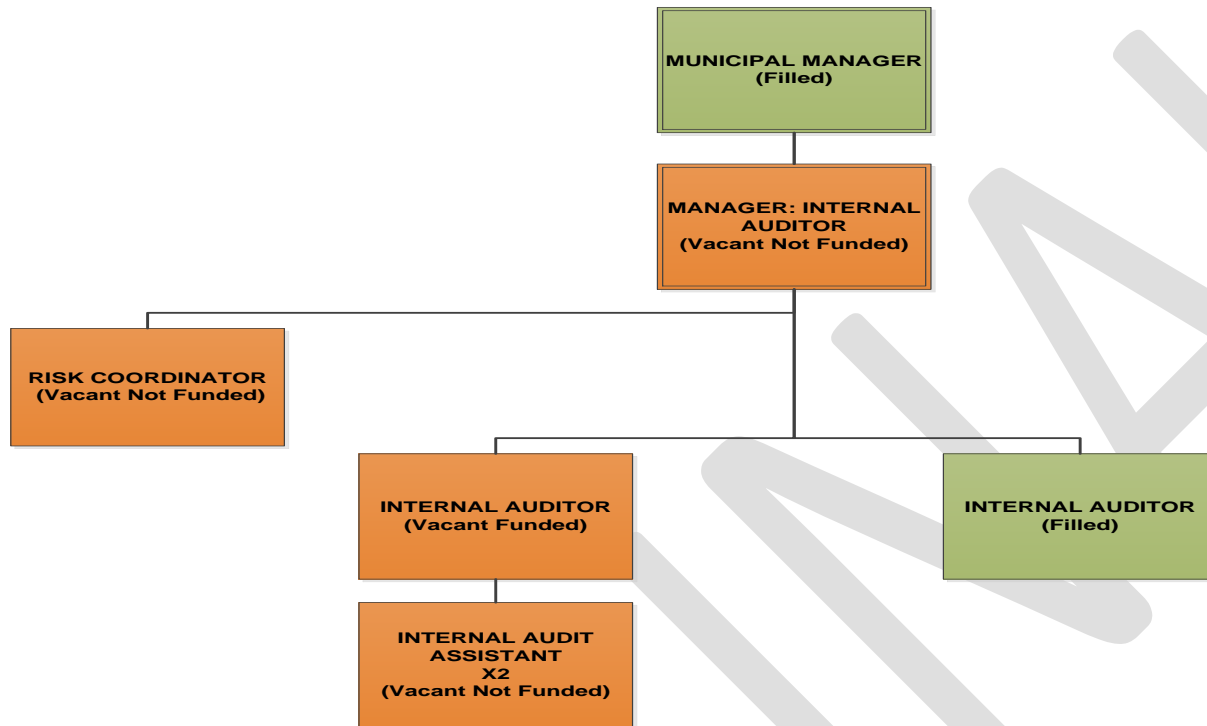 MUNICIPAL MANAGER
(Filled)
MANAGER: INTERNAL
AUDITOR
(Vacant Not Funded)
RISK COORDINATOR
(Vacant Not Funded)
INTERNAL AUDITOR
(Vacant Funded)
INTERNAL AUDITOR
(Filled)
INTERNAL AUDIT
ASSISTANT
X2
(Vacant Not Funded)